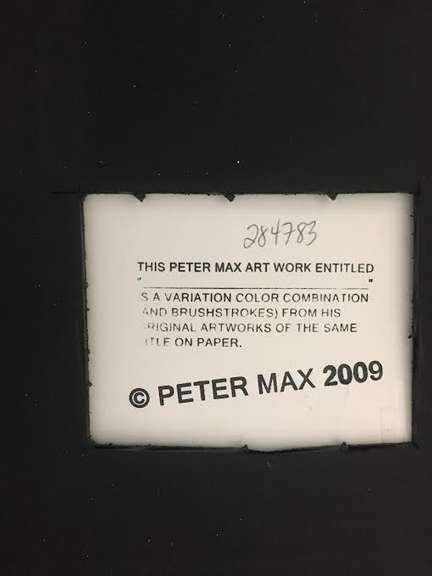 284783
THIS PETER MAX ART WORK ENTITLED
" "
S A VARIATION COLOR COMBINATION
AND BRUSHSTROKES) FROM HIS
RIGINAL ARTWORKS OF THE SAME
ITLE ON PAPER.
© PETER MAX 2009